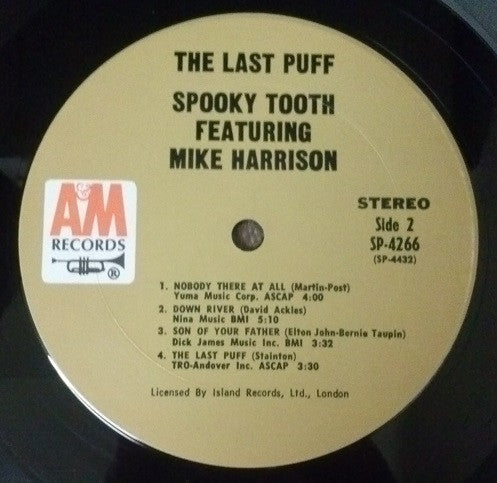 THE LAST PUFF
SPOOKY TOOTH
FEATURING
MIKE HARRISON
A&M
RECORDS
®
STEREO
Side 2
SP-4266
(SP-4432)
1. NOBODY THERE AT ALL (Martin-Post)
Yuma Music Corp. ASCAP 4:00
2. DOWN RIVER (David Ackles)
Nina Music BMI 5:10
3. SON OF YOUR FATHER (Elton John-Bernie Taupin)
Dick James Music Inc. BMI 3:32
4. THE LAST PUFF (Stainton)
TRO-Andover Inc. ASCAP 3:30
Licensed By Island Records, Ltd., London